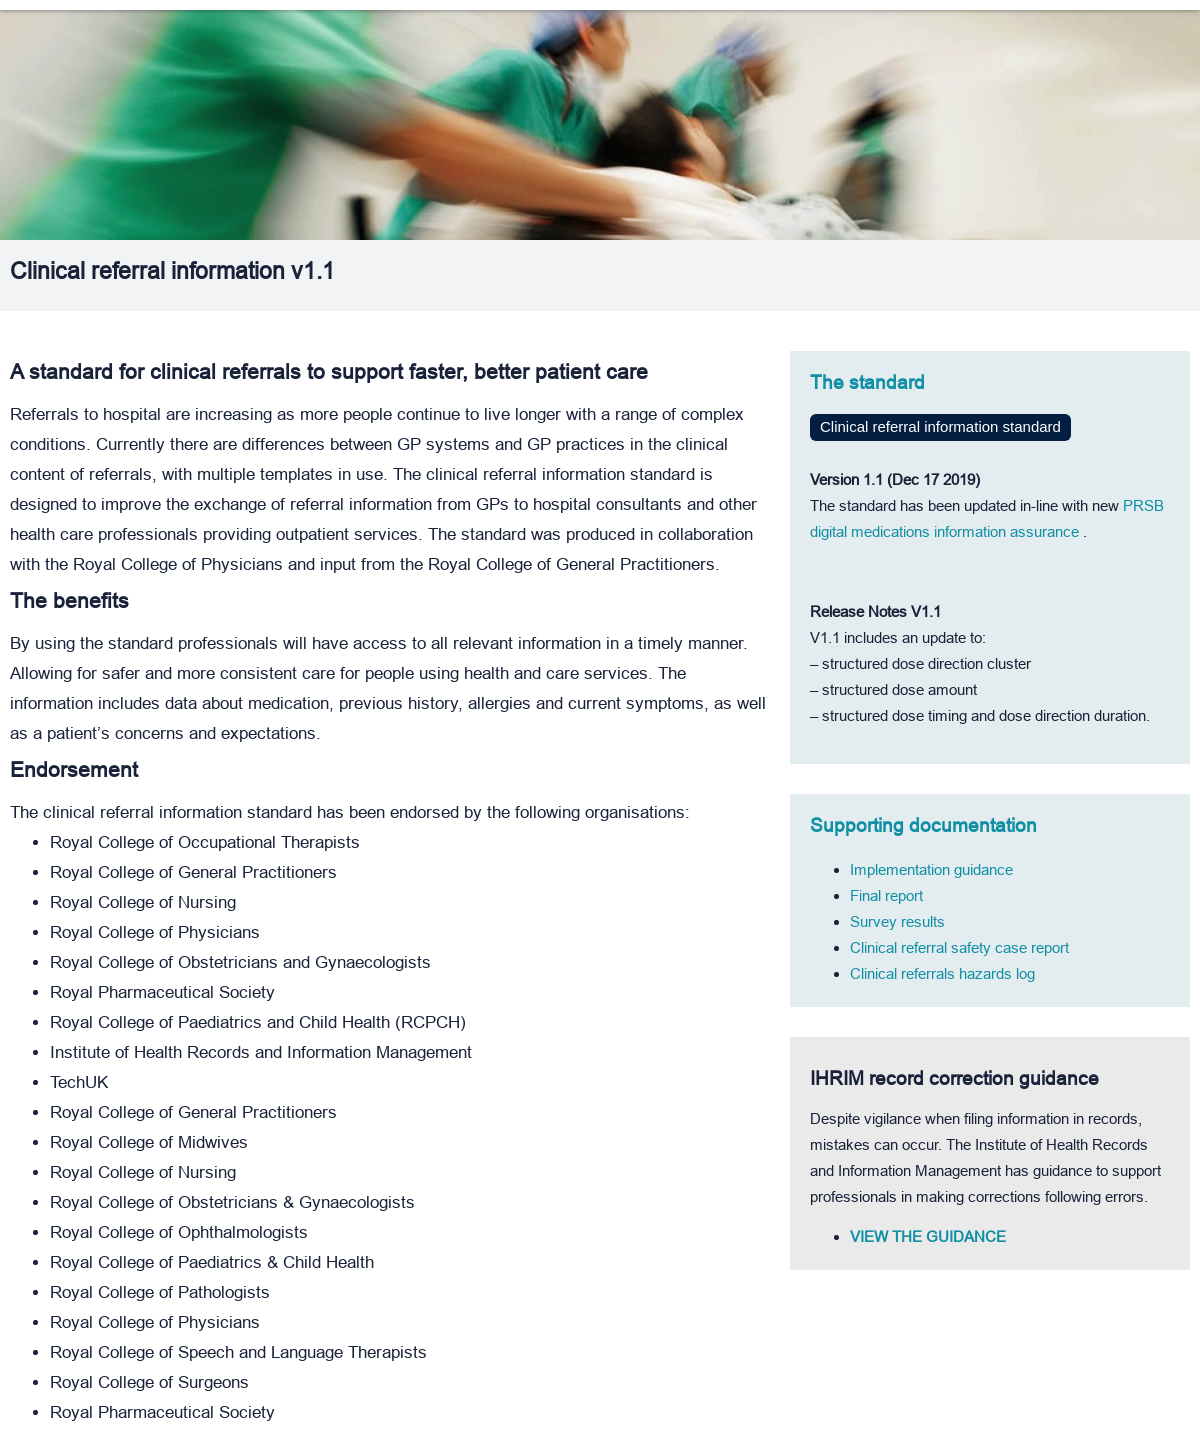 Clinical referral information v1.1
A standard for clinical referrals to support faster, better patient care
Referrals to hospital are increasing as more people continue to live longer with a range of complex
conditions. Currently there are differences between GP systems and GP practices in the clinical
content of referrals, with multiple templates in use. The clinical referral information standard is
designed to improve the exchange of referral information from GPs to hospital consultants and other
health care professionals providing outpatient services. The standard was produced in collaboration
with the Royal College of Physicians and input from the Royal College of General Practitioners.
The benefits
By using the standard professionals will have access to all relevant information in a timely manner.
Allowing for safer and more consistent care for people using health and care services. The
information includes data about medication, previous history, allergies and current symptoms, as well
as a patient’s concerns and expectations.
Endorsement
The clinical referral information standard has been endorsed by the following organisations:
• Royal College of Occupational Therapists
• Royal College of General Practitioners
• Royal College of Nursing
• Royal College of Physicians
• Royal College of Obstetricians and Gynaecologists
• Royal Pharmaceutical Society
• Royal College of Paediatrics and Child Health (RCPCH)
• Institute of Health Records and Information Management
• TechUK
• Royal College of General Practitioners
• Royal College of Midwives
• Royal College of Nursing
• Royal College of Obstetricians & Gynaecologists
• Royal College of Ophthalmologists
• Royal College of Paediatrics & Child Health
• Royal College of Pathologists
• Royal College of Physicians
• Royal College of Speech and Language Therapists
• Royal College of Surgeons
• Royal Pharmaceutical Society
The standard
Clinical referral information standard
Version 1.1 (Dec 17 2019)
The standard has been updated in-line with new PRSB
digital medications information assurance .
Release Notes V1.1
V1.1 includes an update to:
– structured dose direction cluster
– structured dose amount
– structured dose timing and dose direction duration.
Supporting documentation
• Implementation guidance
• Final report
• Survey results
• Clinical referral safety case report
• Clinical referrals hazards log
IHRIM record correction guidance
Despite vigilance when filing information in records,
mistakes can occur. The Institute of Health Records
and Information Management has guidance to support
professionals in making corrections following errors.
• VIEW THE GUIDANCE